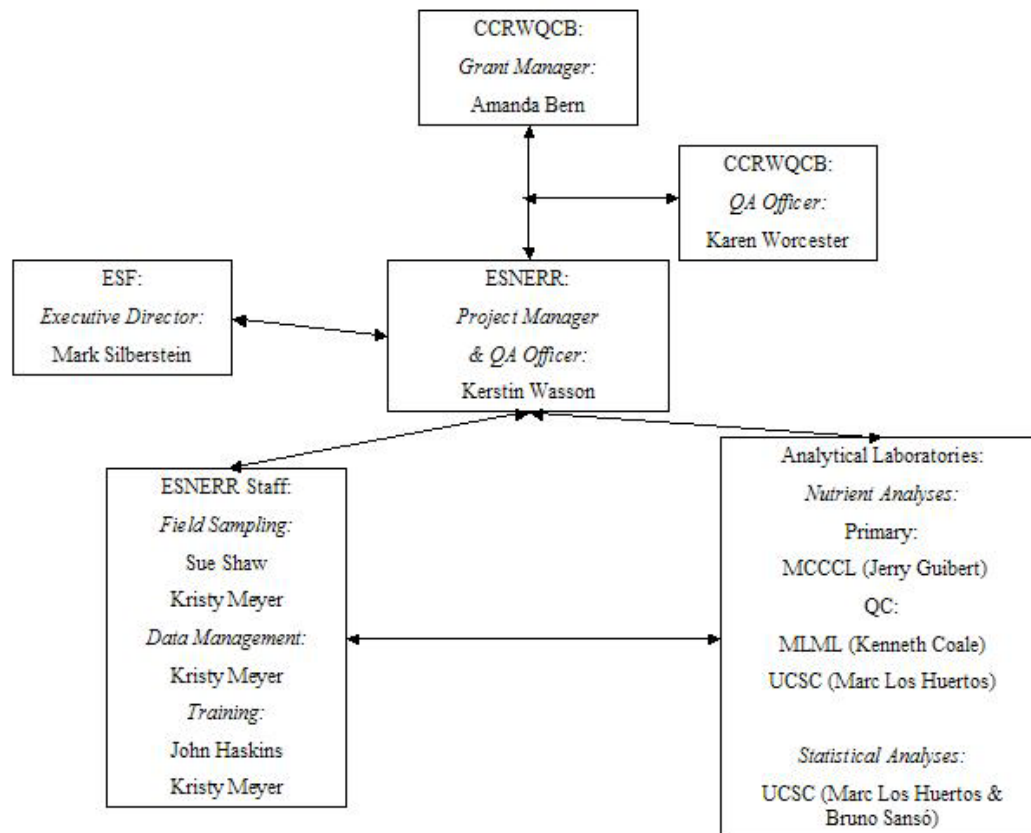 CCRWQCB:
Grant Manager:
Amanda Bern
CCRWQCB:
QA Officer:
Karen Worcester
ESF:
Executive Director:
Mark Silberstein
ESNERR:
Project Manager
& QA Officer:
Kerstin Wasson
ESNERR Staff:
Field Sampling:
Sue Shaw
Kristy Meyer
Data Management:
Kristy Meyer
Training:
John Haskins
Kristy Meyer
Analytical Laboratories:
Nutrient Analyses:
Primary:
MCCCL (Jerry Guibert)
QC:
MLML (Kenneth Coale)
UCSC (Marc Los Huertos)
Statistical Analyses:
UCSC (Marc Los Huertos &
Bruno Sansó)